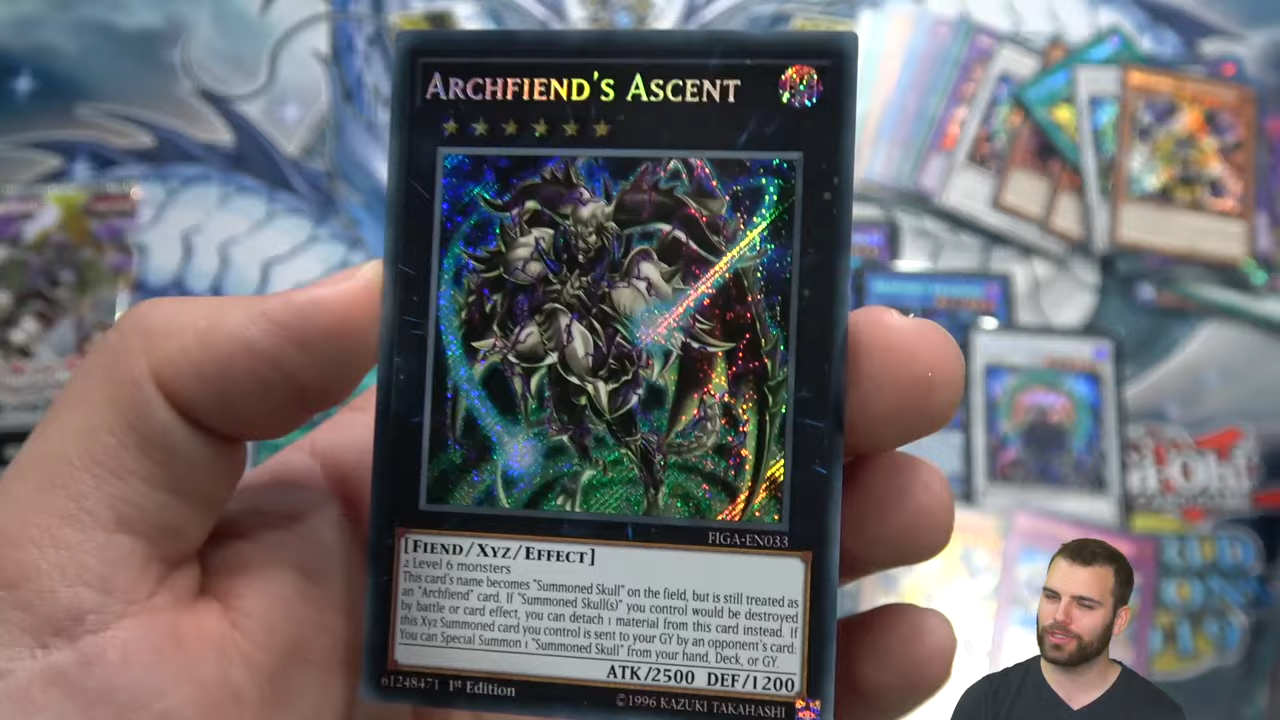 ARCHFIEND'S ASCENT
FIGA-EN033
[FIEND/XYZ/EFFECT]
2 Level 6 monsters
This card's name becomes "Summoned Skull" on the field, but is still treated as
an "Archfiend" card. If "Summoned Skull(s)" you control would be destroyed
by battle or card effect, you can detach 1 material from this card instead. If
this Xyz Summoned card you control is sent to your GY by an opponent's card:
You can Special Summon 1 "Summoned Skull" from your hand, Deck, or GY.
ATK/2500 DEF/1200
61248471 1st Edition
©1996 KAZUKI TAKAHASHI